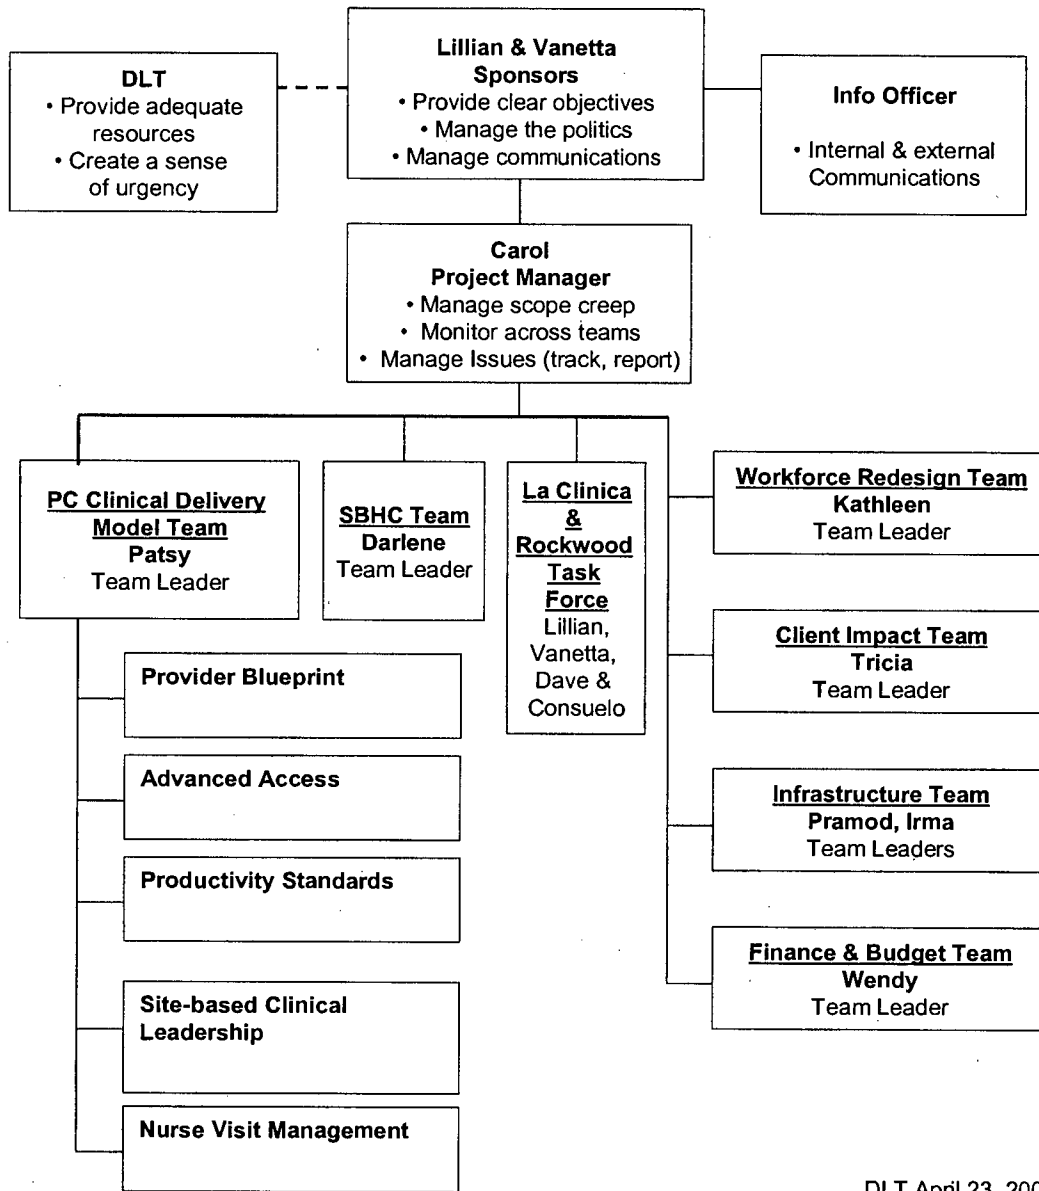 DLT
• Provide adequate
resources
• Create a sense
of urgency
Lillian & Vanetta
Sponsors
• Provide clear objectives
• Manage the politics
• Manage communications
Info Officer
• Internal & external
Communications
Carol
Project Manager
• Manage scope creep
• Monitor across teams
• Manage Issues (track, report)
PC Clinical Delivery
Model Team
Patsy
Team Leader
SBHC Team
Darlene
Team Leader
La Clinica
&
Rockwood
Task
Force
Lillian,
Vanetta,
Dave &
Consuelo
Workforce Redesign Team
Kathleen
Team Leader
Client Impact Team
Tricia
Team Leader
Infrastructure Team
Pramod, Irma
Team Leaders
Finance & Budget Team
Wendy
Team Leader
Provider Blueprint
Advanced Access
Productivity Standards
Site-based Clinical
Leadership
Nurse Visit Management
DLT April 23,